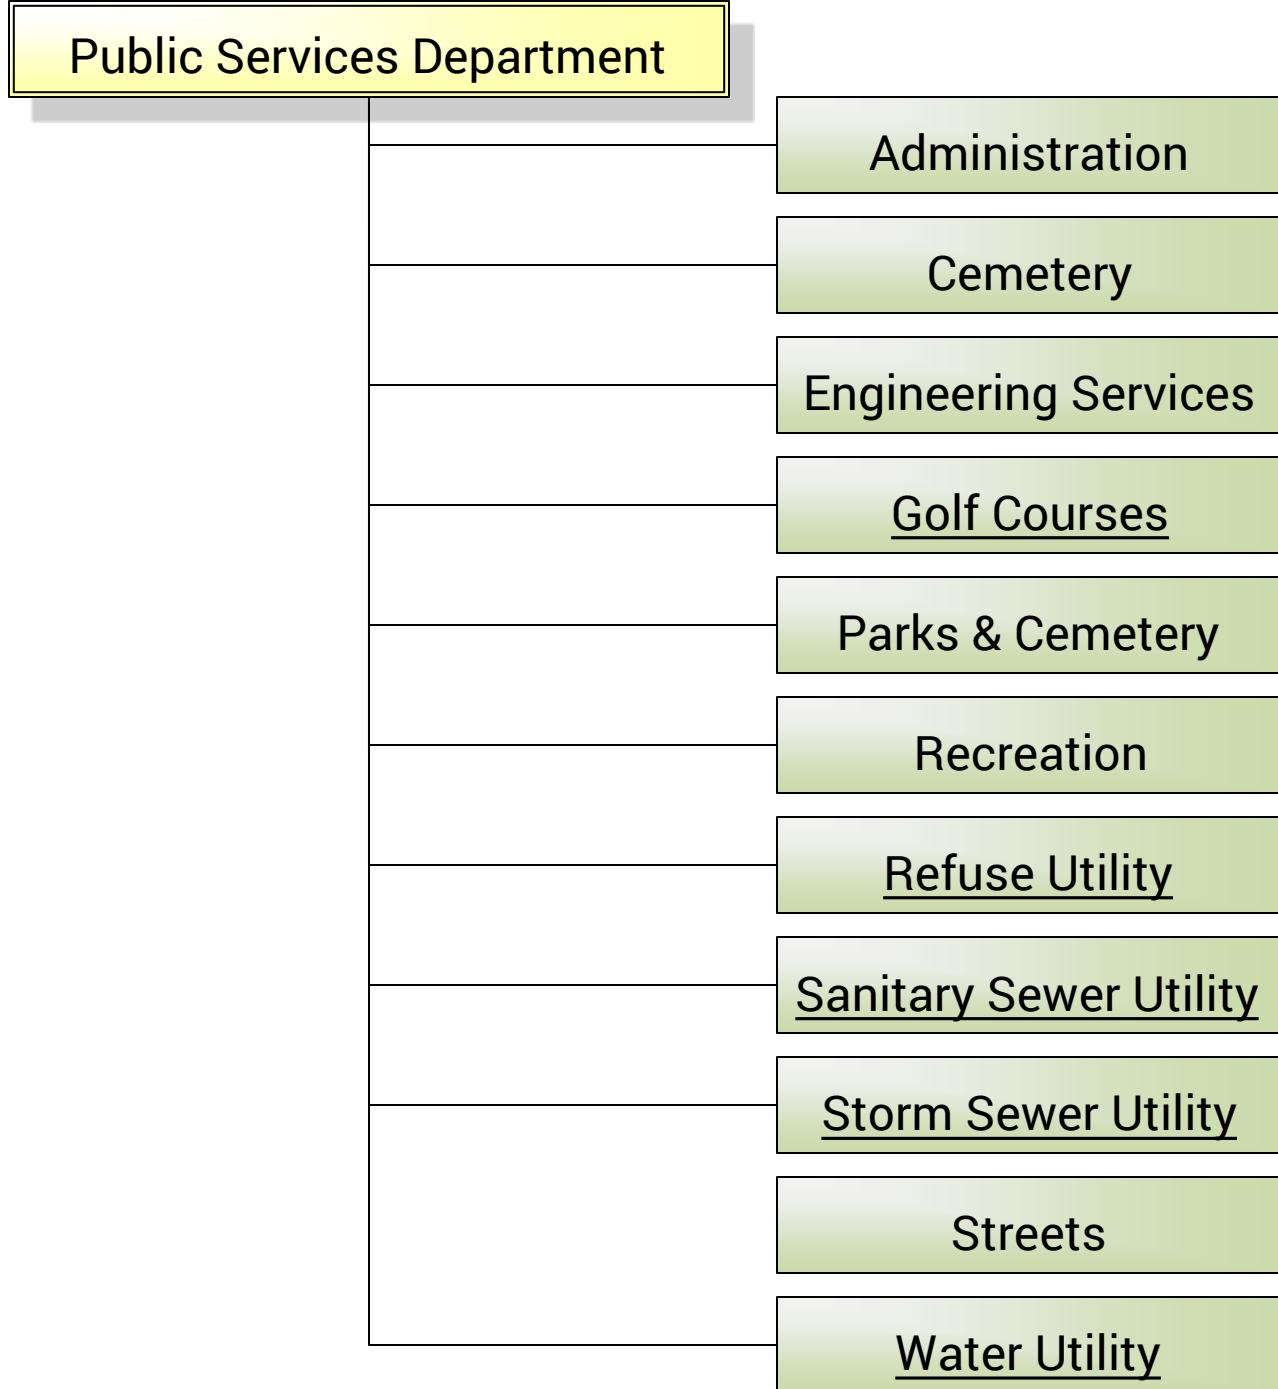 Public Services Department
Administration
Cemetery
Engineering Services
Golf Courses
Parks & Cemetery
Recreation
Refuse Utility
Sanitary Sewer Utility
Storm Sewer Utility
Streets
Water Utility